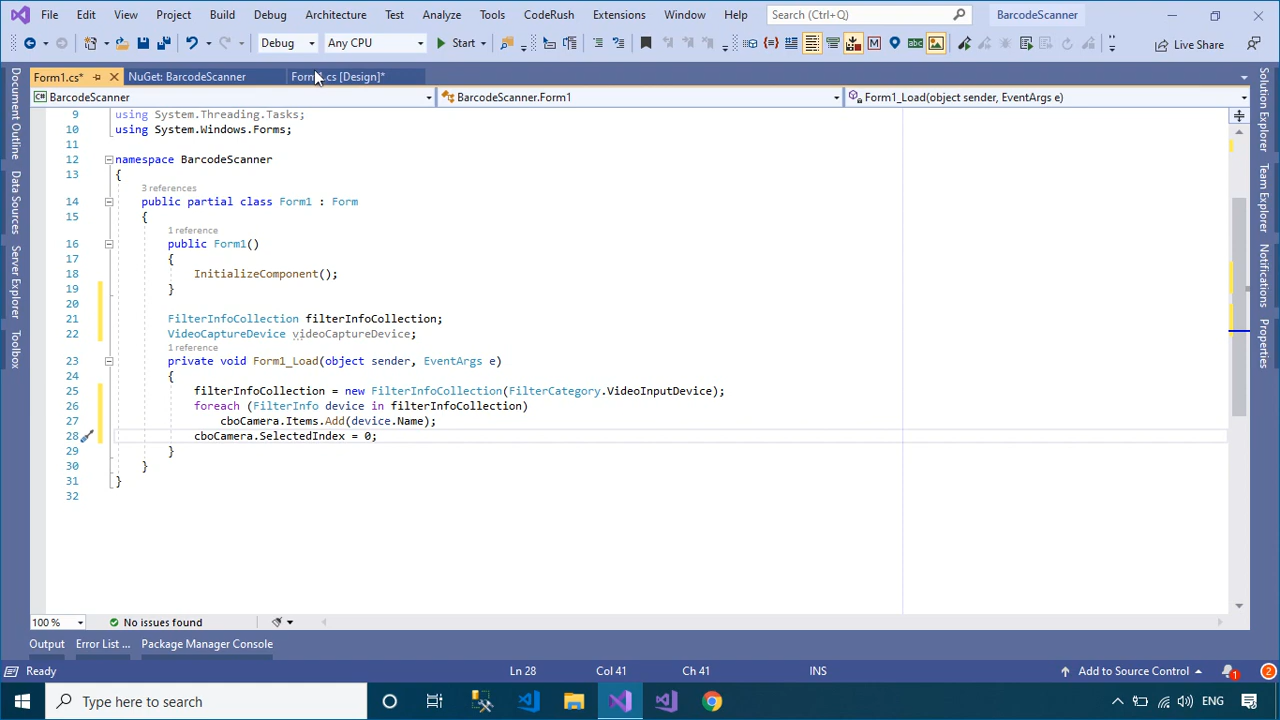 File Edit View Project Build Debug Architecture Test Analyze Tools CodeRush Extensions Window Help Search (Ctrl+Q) BarcodeScanner
Debug Any CPU Start Live Share
Form1.cs* NuGet: BarcodeScanner Form1.cs [Design]*
BarcodeScanner BarcodeScanner.Form1 Form1_Load(object sender, EventArgs e)
9 using System.Threading.Tasks;
10 using System.Windows.Forms;
11
12 namespace BarcodeScanner
13 {
3 references
14 public partial class Form1 : Form
15 {
1 reference
16 public Form1()
17 {
18 InitializeComponent();
19 }
20
21 FilterInfoCollection filterInfoCollection;
22 VideoCaptureDevice videoCaptureDevice;
1 reference
23 private void Form1_Load(object sender, EventArgs e)
24 {
25 filterInfoCollection = new FilterInfoCollection(FilterCategory.VideoInputDevice);
26 foreach (FilterInfo device in filterInfoCollection)
27 cboCamera.Items.Add(device.Name);
28 cboCamera.SelectedIndex = 0;
29 }
30 }
31 }
32
Document Outline
Data Sources
Server Explorer
Toolbox
Solution Explorer
Team Explorer
Notifications
Properties
100 % No issues found
Output Error List ... Package Manager Console
Ready Ln 28 Col 41 Ch 41 INS Add to Source Control 1 2
Type here to search ENG